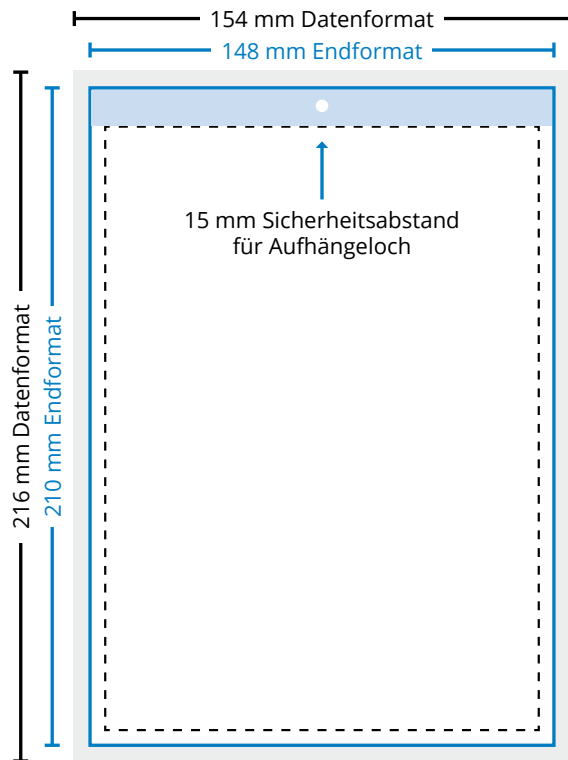 154 mm Datenformat
148 mm Endformat
15 mm Sicherheitsabstand
für Aufhängeloch
216 mm Datenformat
210 mm Endformat